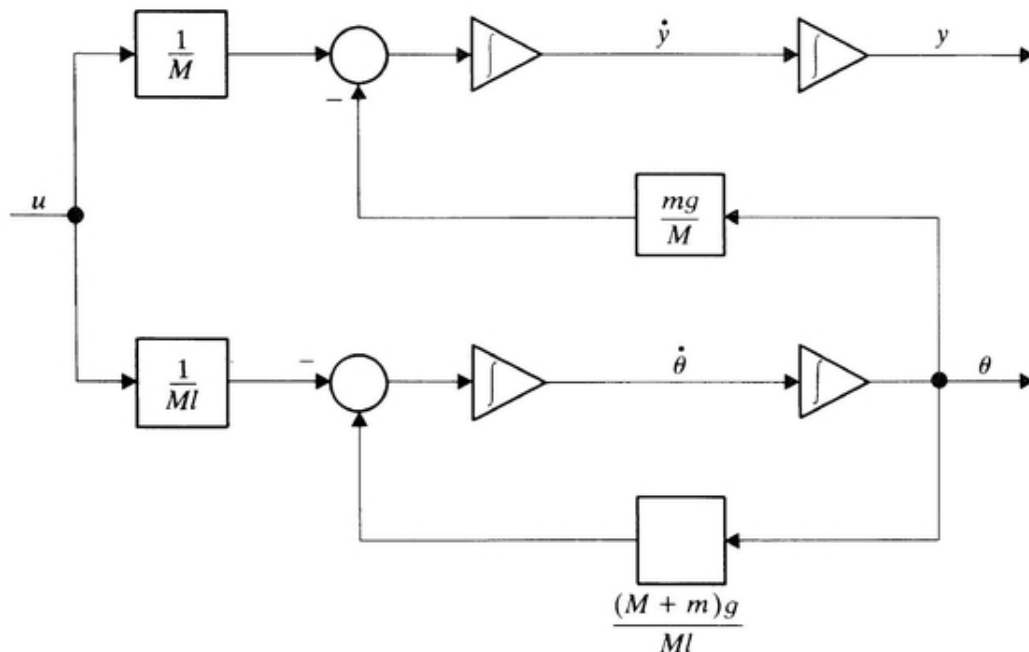 1/M
∫
ẏ
∫
y
−
mg/M
u
1/Ml
−
∫
θ̇
∫
θ
(M + m)g/Ml